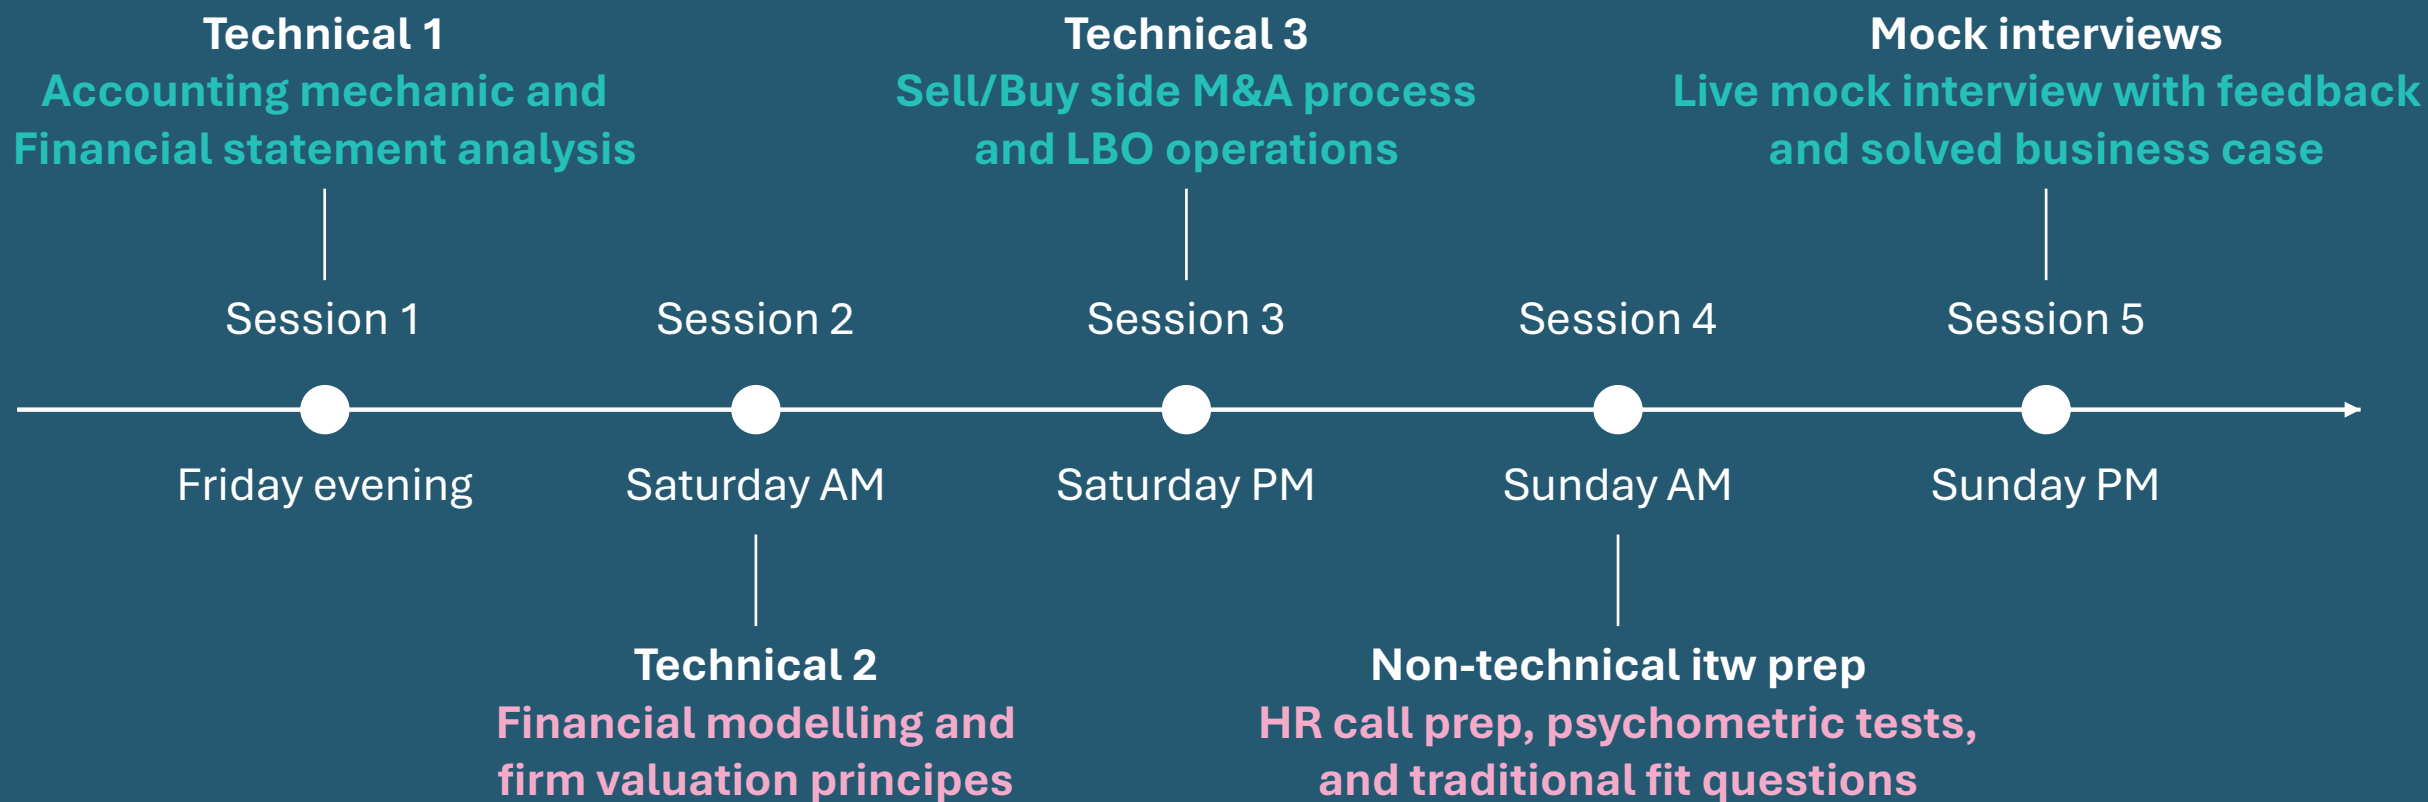 Technical 1
Accounting mechanic and
Financial statement analysis
Technical 3
Sell/Buy side M&A process
and LBO operations
Mock interviews
Live mock interview with feedback
and solved business case
Session 1
Session 2
Session 3
Session 4
Session 5
Friday evening
Saturday AM
Saturday PM
Sunday AM
Sunday PM
Technical 2
Financial modelling and
firm valuation principes
Non-technical itw prep
HR call prep, psychometric tests,
and traditional fit questions